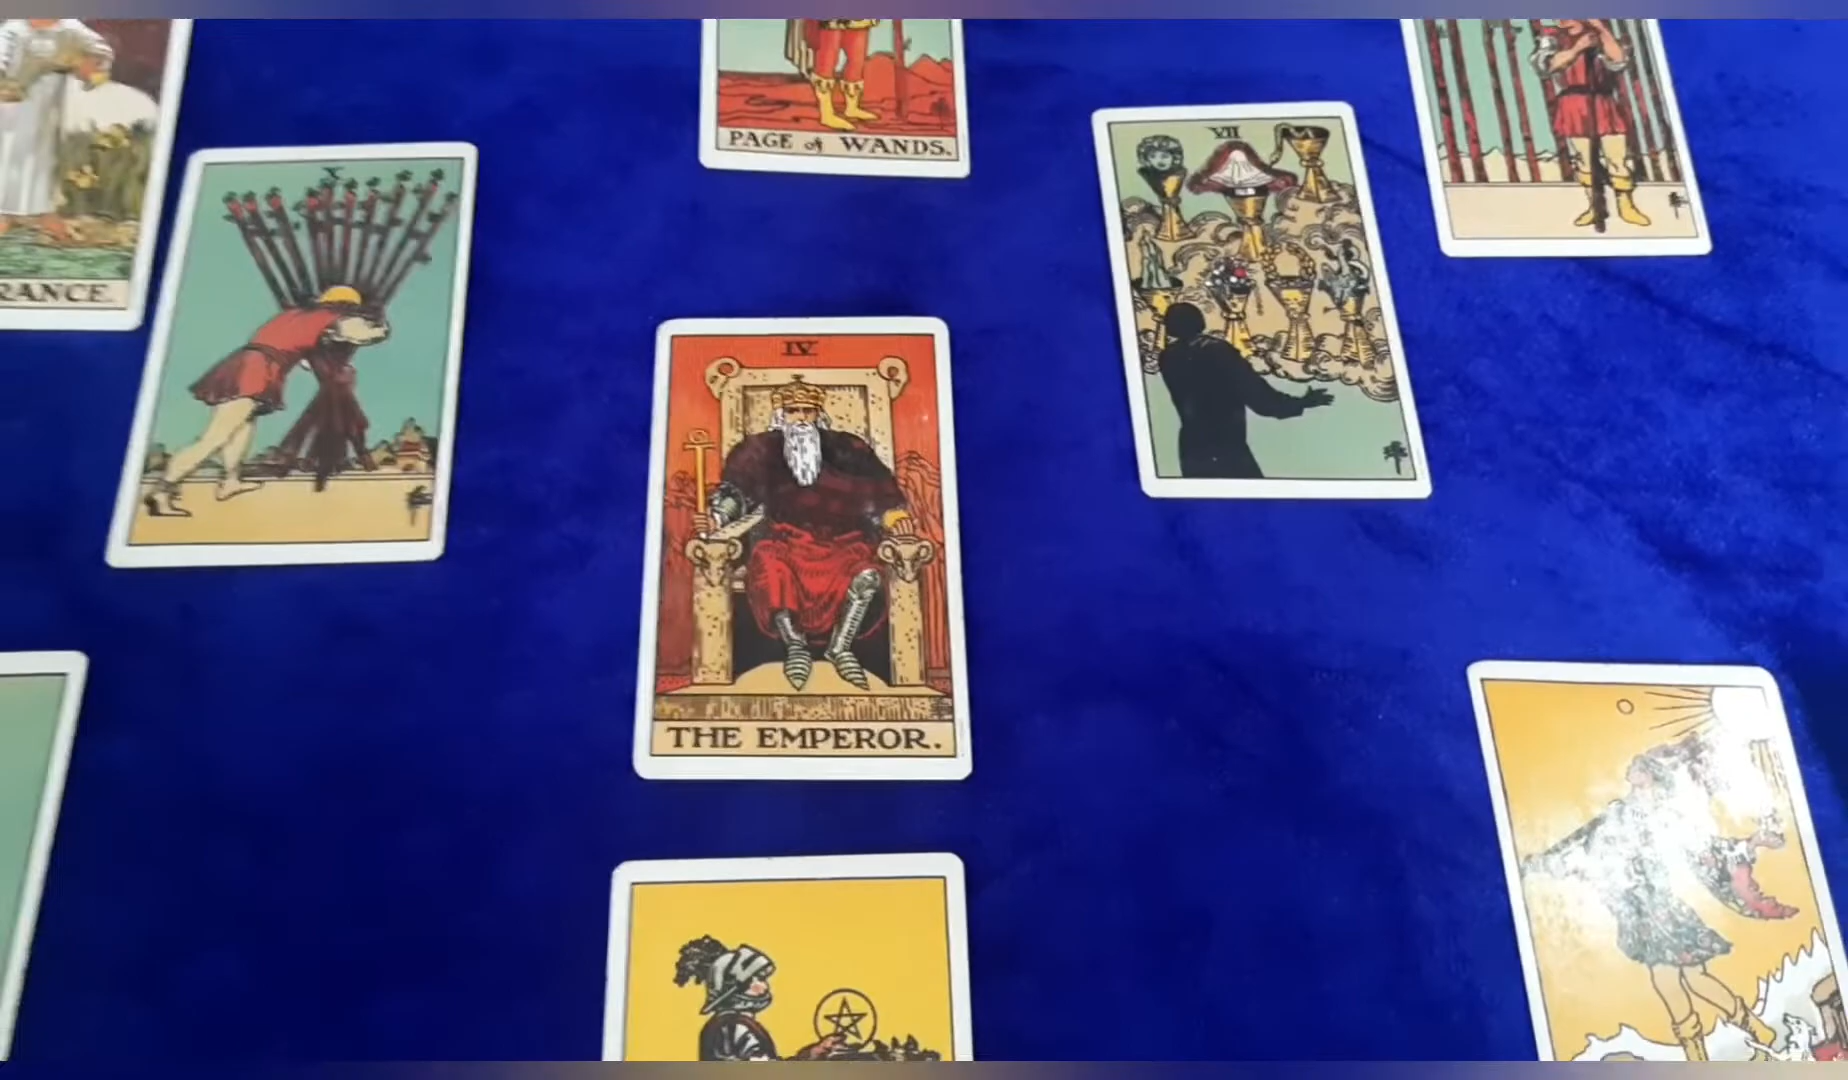 PAGE of WANDS.
VII
X
RANCE.
IV
THE EMPEROR.